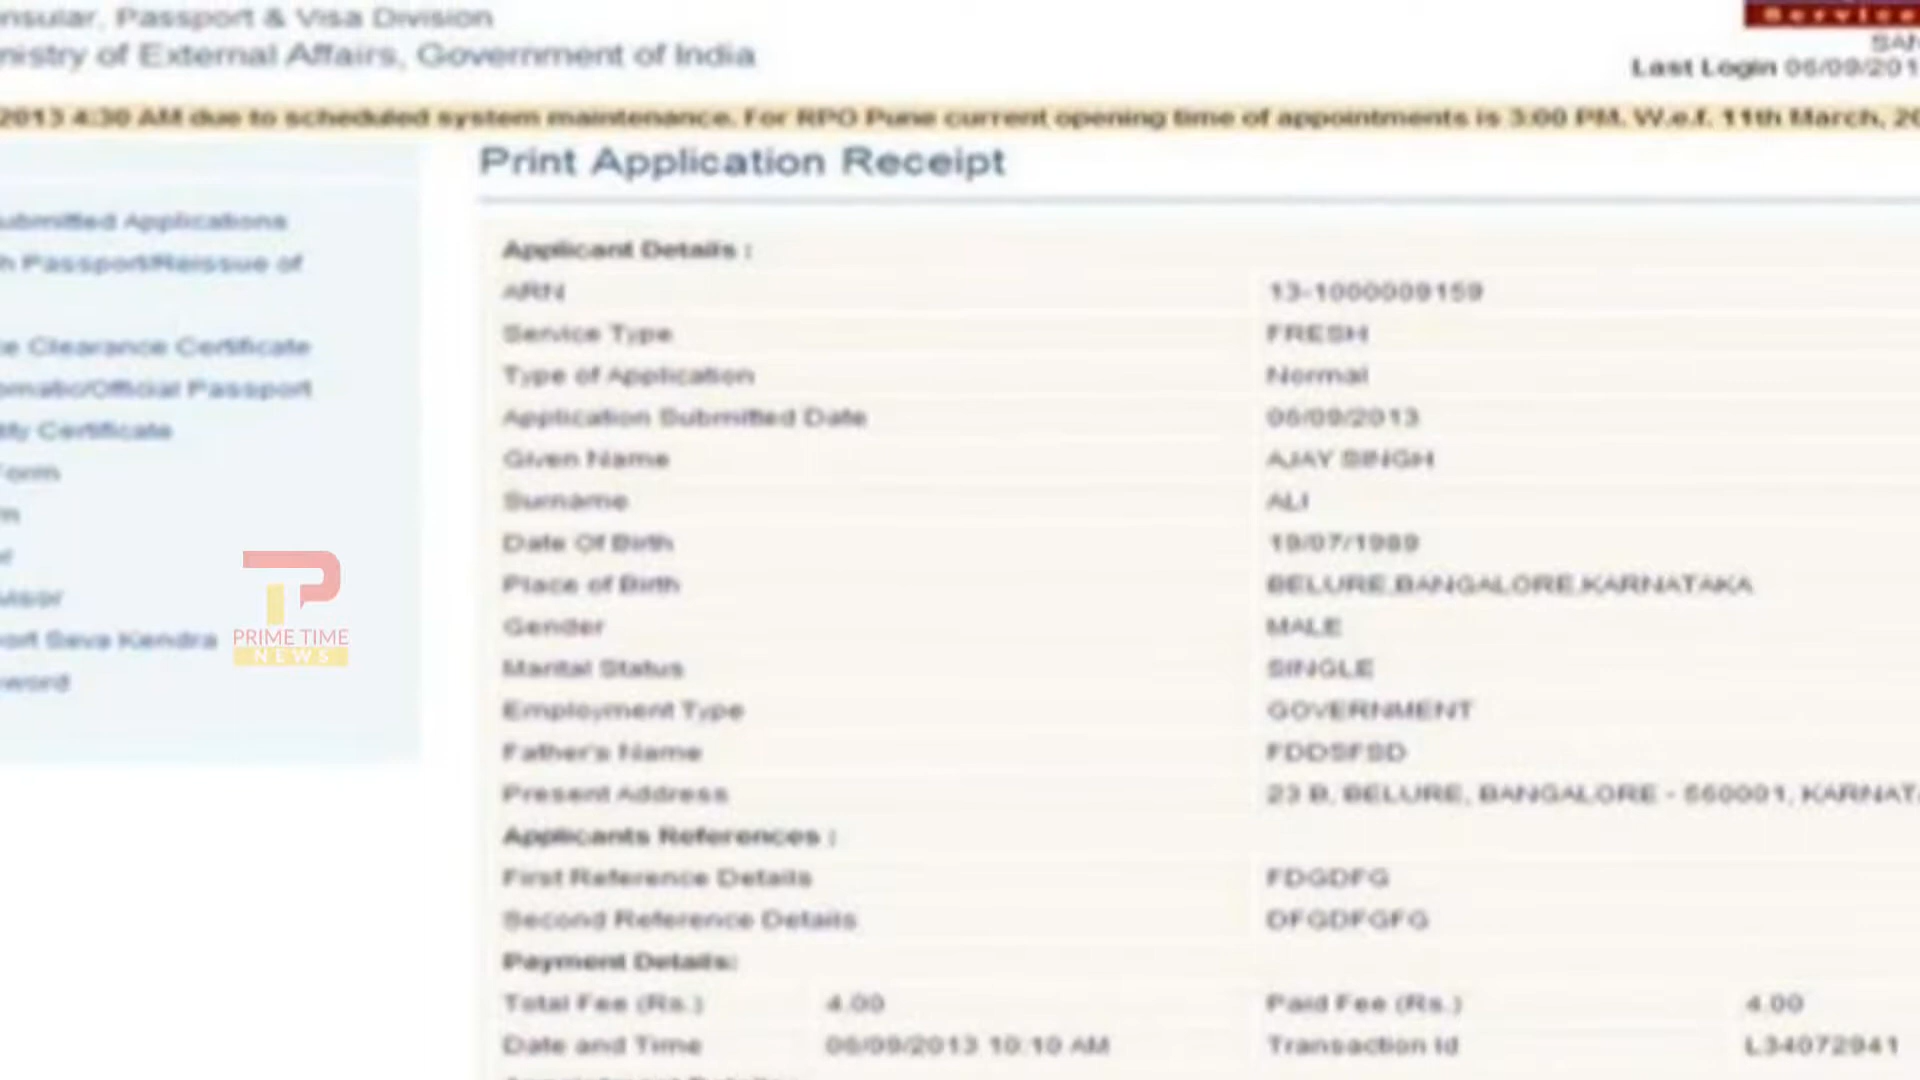 nsular, Passport & Visa Division
nistry of External Affairs, Government of India
Service
SAN
Last Login 06/09/201
2013 4:30 AM due to scheduled system maintenance. For RPO Pune current opening time of appointments is 3:00 PM. W.e.f. 11th March, 20
Print Application Receipt
ubmitted Applications
h Passport/Reissue of
e Clearance Certificate
omatic/Official Passport
ity Certificate
Form
m
visor
port Seva Kendra
word
PRIME TIME
NEWS
Applicant Details :
ARN 13-1000009159
Service Type FRESH
Type of Application Normal
Application Submitted Date 06/09/2013
Given Name AJAY SINGH
Surname ALI
Date Of Birth 19/07/1989
Place of Birth BELURE,BANGALORE,KARNATAKA
Gender MALE
Marital Status SINGLE
Employment Type GOVERNMENT
Father's Name FDDSFSD
Present Address 23 B, BELURE, BANGALORE - 560001, KARNATA
Applicants References :
First Reference Details FDGDFG
Second Reference Details DFGDFGFG
Payment Details:
Total Fee (Rs.) 4.00 Paid Fee (Rs.) 4.00
Date and Time 06/09/2013 10:10 AM Transaction Id L34072941